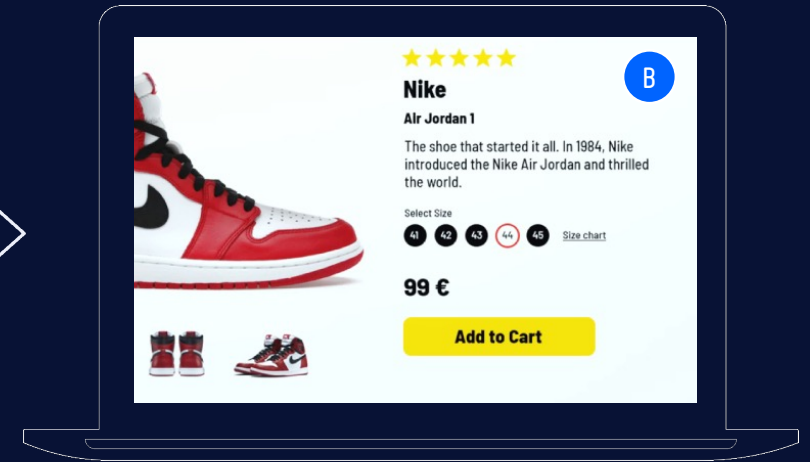 B
Nike
Air Jordan 1
The shoe that started it all. In 1984, Nike
introduced the Nike Air Jordan and thrilled
the world.
Select Size
41 42 43 44 45 Size chart
99 €
Add to Cart